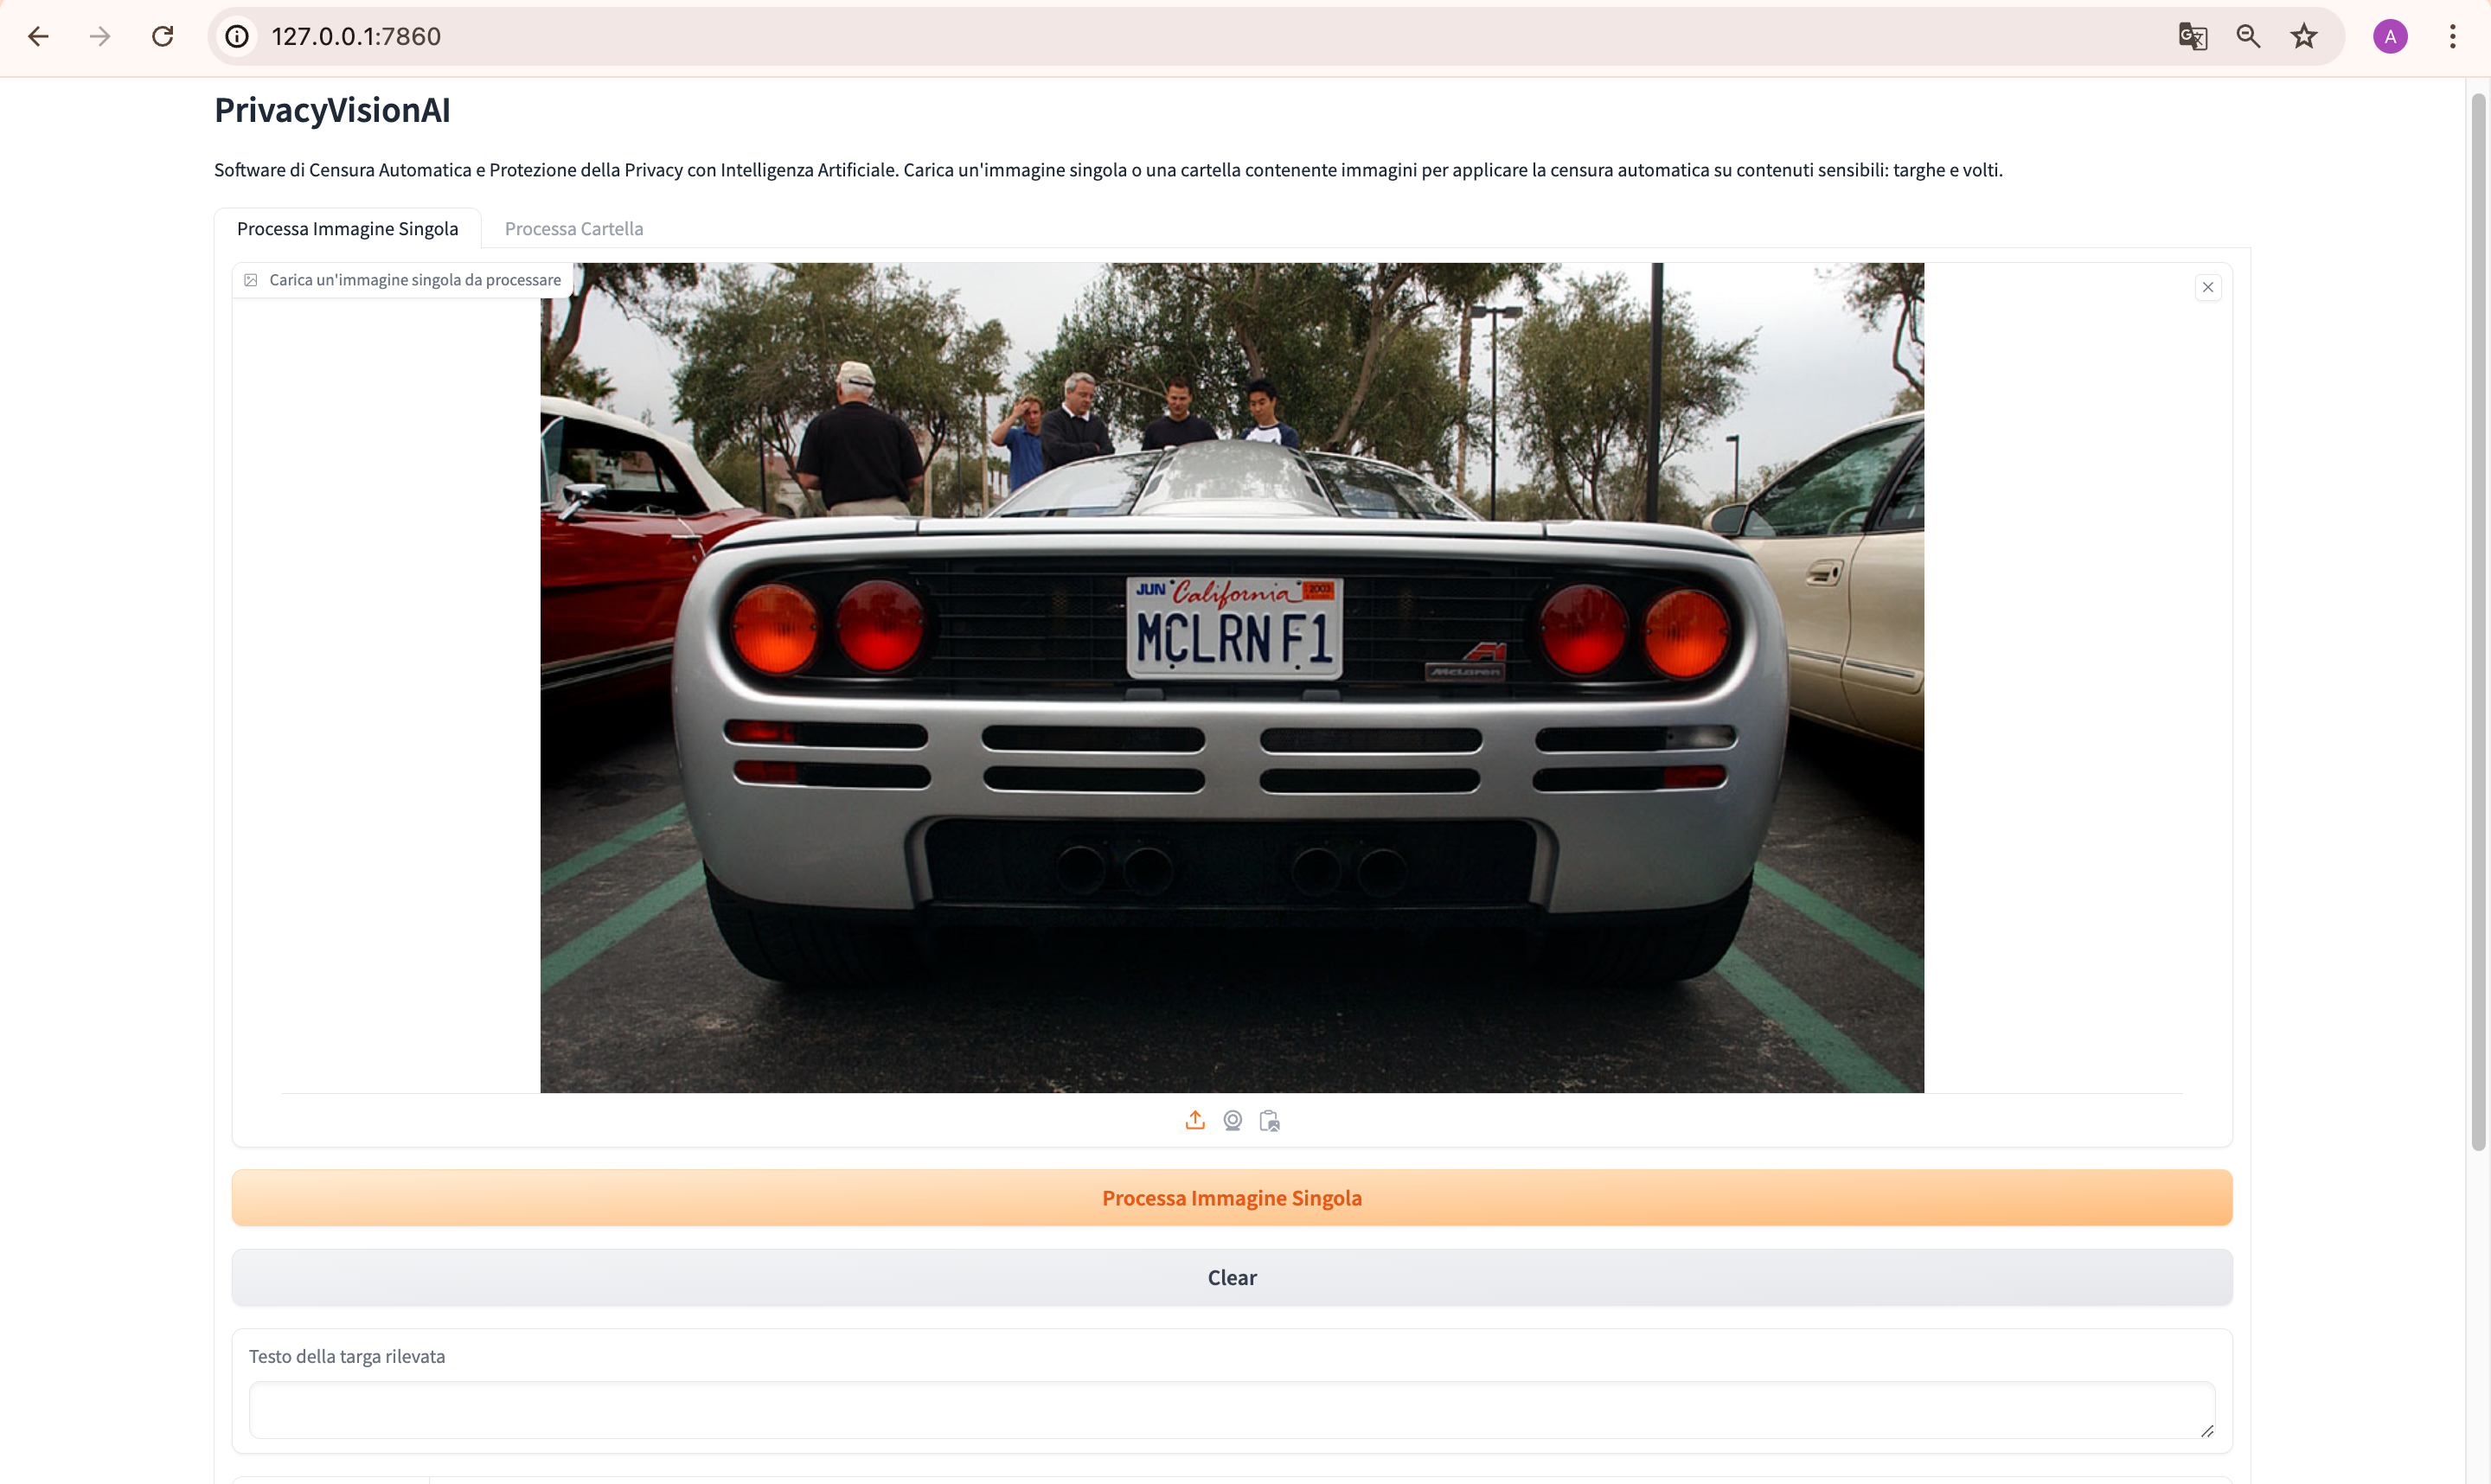 127.0.0.1:7860
A
PrivacyVisionAI
Software di Censura Automatica e Protezione della Privacy con Intelligenza Artificiale. Carica un'immagine singola o una cartella contenente immagini per applicare la censura automatica su contenuti sensibili: targhe e volti.
Processa Immagine Singola
Processa Cartella
Carica un'immagine singola da processare
JUN California 2003
MCLRN F1
F1
McLaren
Processa Immagine Singola
Clear
Testo della targa rilevata